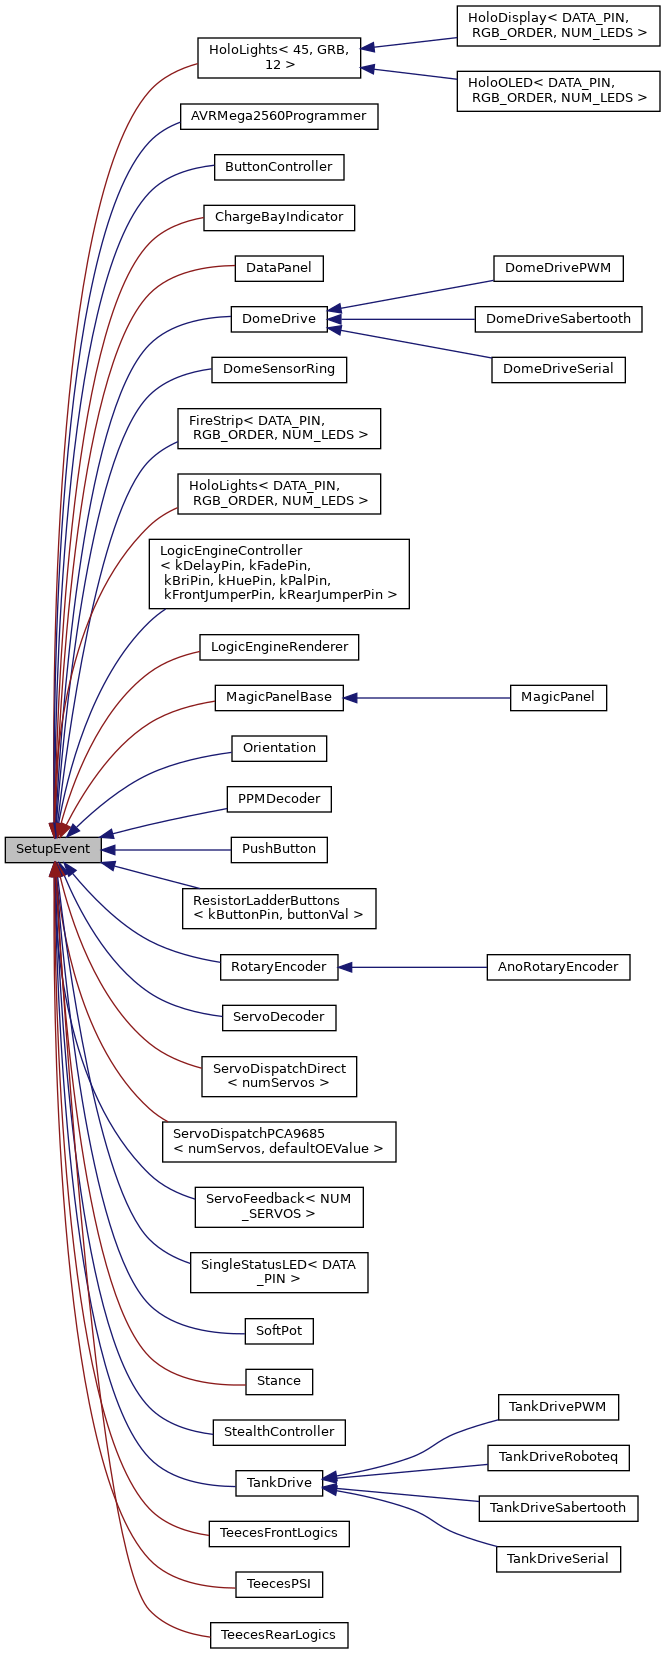 HoloLights< 45, GRB,
12 >
HoloDisplay< DATA_PIN,
RGB_ORDER, NUM_LEDS >
HoloOLED< DATA_PIN,
RGB_ORDER, NUM_LEDS >
AVRMega2560Programmer
ButtonController
ChargeBayIndicator
DataPanel
DomeDrive
DomeDrivePWM
DomeDriveSabertooth
DomeDriveSerial
DomeSensorRing
FireStrip< DATA_PIN,
RGB_ORDER, NUM_LEDS >
HoloLights< DATA_PIN,
RGB_ORDER, NUM_LEDS >
LogicEngineController
< kDelayPin, kFadePin,
kBriPin, kHuePin, kPalPin,
kFrontJumperPin, kRearJumperPin >
LogicEngineRenderer
MagicPanelBase
MagicPanel
Orientation
PPMDecoder
SetupEvent
PushButton
ResistorLadderButtons
< kButtonPin, buttonVal >
RotaryEncoder
AnoRotaryEncoder
ServoDecoder
ServoDispatchDirect
< numServos >
ServoDispatchPCA9685
< numServos, defaultOEValue >
ServoFeedback< NUM
_SERVOS >
SingleStatusLED< DATA
_PIN >
SoftPot
Stance
StealthController
TankDrive
TankDrivePWM
TankDriveRoboteq
TankDriveSabertooth
TankDriveSerial
TeecesFrontLogics
TeecesPSI
TeecesRearLogics